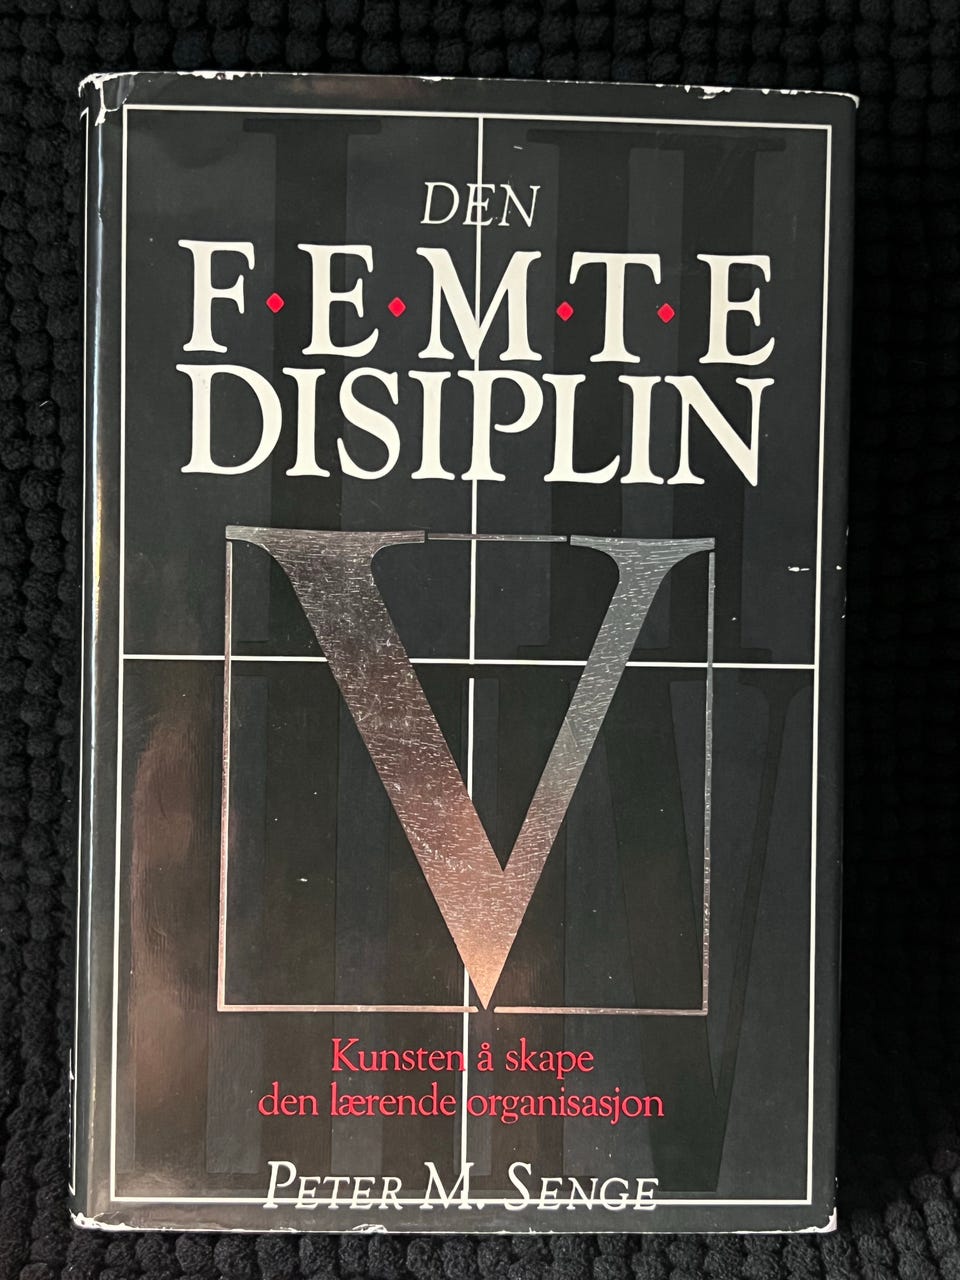 DEN
F•E•M•T•E
DISIPLIN
V
Kunsten å skape
den lærende organisasjon
PETER M. SENGE